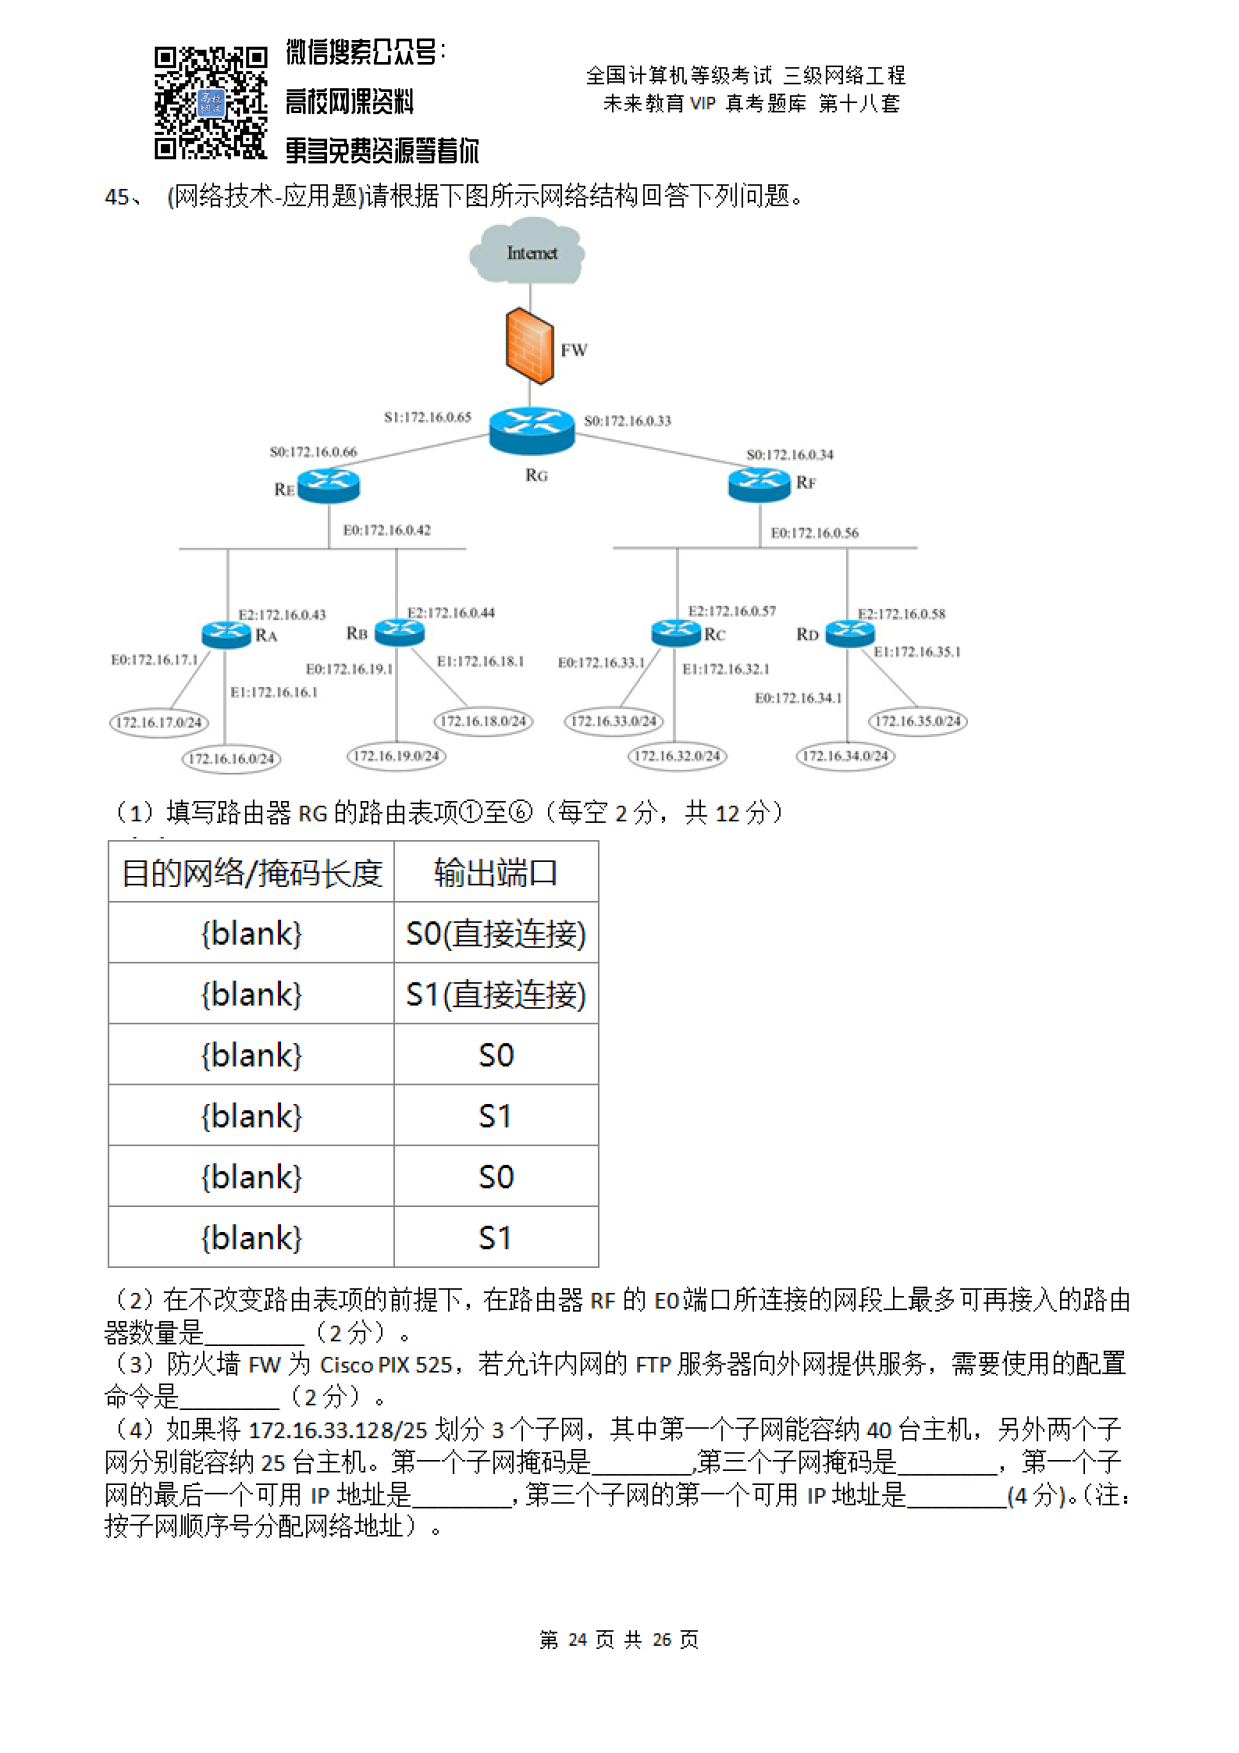 微信搜索公众号：
高校网课资料
更多免费资源等着你
全国计算机等级考试 三级网络工程
未来教育 VIP 真考题库 第十八套
45、 (网络技术-应用题)请根据下图所示网络结构回答下列问题。
Internet
FW
S1:172.16.0.65
S0:172.16.0.33
S0:172.16.0.66
RG
S0:172.16.0.34
RE
RF
E0:172.16.0.42
E0:172.16.0.56
E2:172.16.0.43
RA
RB
E2:172.16.0.44
E2:172.16.0.57
RC
RD
E2:172.16.0.58
E0:172.16.17.1
E0:172.16.19.1
E1:172.16.18.1
E0:172.16.33.1
E1:172.16.32.1
E1:172.16.35.1
E1:172.16.16.1
E0:172.16.34.1
172.16.17.0/24
172.16.18.0/24
172.16.33.0/24
172.16.35.0/24
172.16.16.0/24
172.16.19.0/24
172.16.32.0/24
172.16.34.0/24
（1）填写路由器 RG 的路由表项①至⑥（每空 2 分，共 12 分）
目的网络/掩码长度 输出端口
{blank} S0(直接连接)
{blank} S1(直接连接)
{blank} S0
{blank} S1
{blank} S0
{blank} S1
（2）在不改变路由表项的前提下，在路由器 RF 的 E0 端口所连接的网段上最多可再接入的路由
器数量是________（2 分）。
（3）防火墙 FW 为 Cisco PIX 525，若允许内网的 FTP 服务器向外网提供服务，需要使用的配置
命令是________（2 分）。
（4）如果将 172.16.33.128/25 划分 3 个子网，其中第一个子网能容纳 40 台主机，另外两个子
网分别能容纳 25 台主机。第一个子网掩码是________,第三个子网掩码是________，第一个子
网的最后一个可用 IP 地址是________，第三个子网的第一个可用 IP 地址是________(4 分)。（注：
按子网顺序号分配网络地址）。
第 24 页 共 26 页